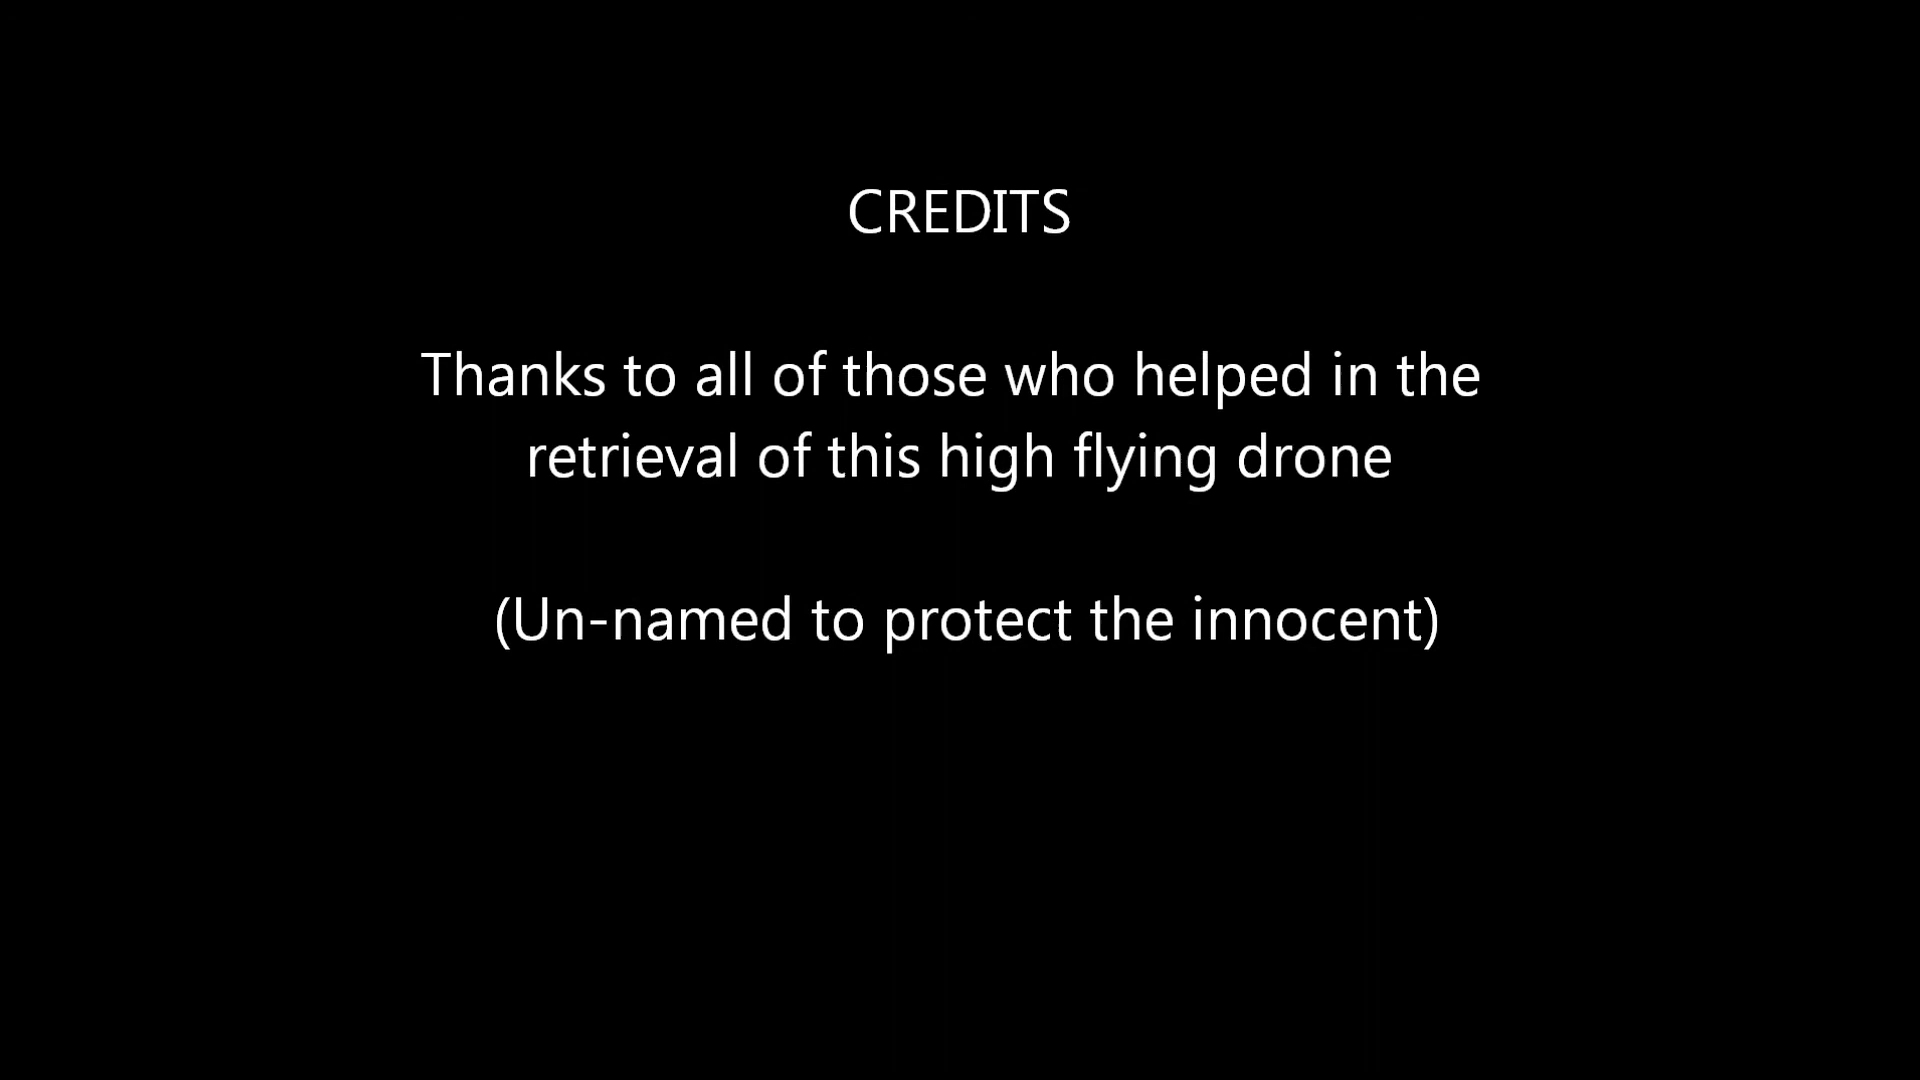 CREDITS
Thanks to all of those who helped in the
retrieval of this high flying drone
(Un-named to protect the innocent)